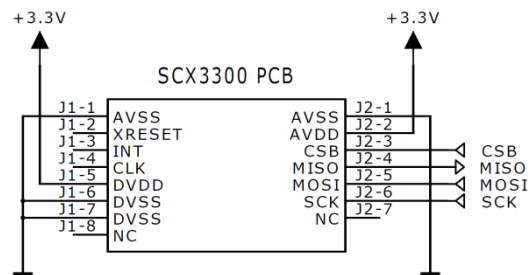 +3.3V +3.3V
SCX3300 PCB
J1-1 AVSS AVSS J2-1
J1-2 XRESET AVDD J2-2
J1-3 INT CSB J2-3 CSB
J1-4 CLK MISO J2-4 MISO
J1-5 DVDD MOSI J2-5 MOSI
J1-6 DVSS SCK J2-6 SCK
J1-7 DVSS NC J2-7
J1-8 NC